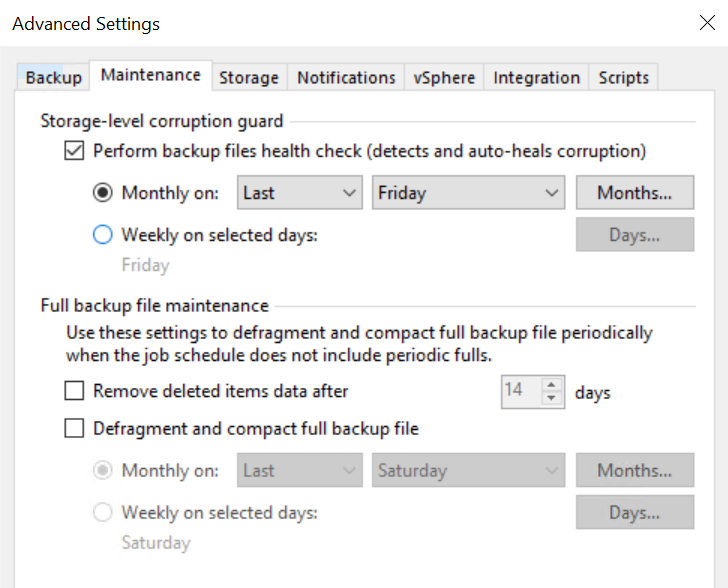 Advanced Settings
Backup Maintenance Storage Notifications vSphere Integration Scripts
Storage-level corruption guard
Perform backup files health check (detects and auto-heals corruption)
Monthly on: Last Friday Months...
Weekly on selected days: Days...
Friday
Full backup file maintenance
Use these settings to defragment and compact full backup file periodically
when the job schedule does not include periodic fulls.
Remove deleted items data after 14 days
Defragment and compact full backup file
Monthly on: Last Saturday Months...
Weekly on selected days: Days...
Saturday